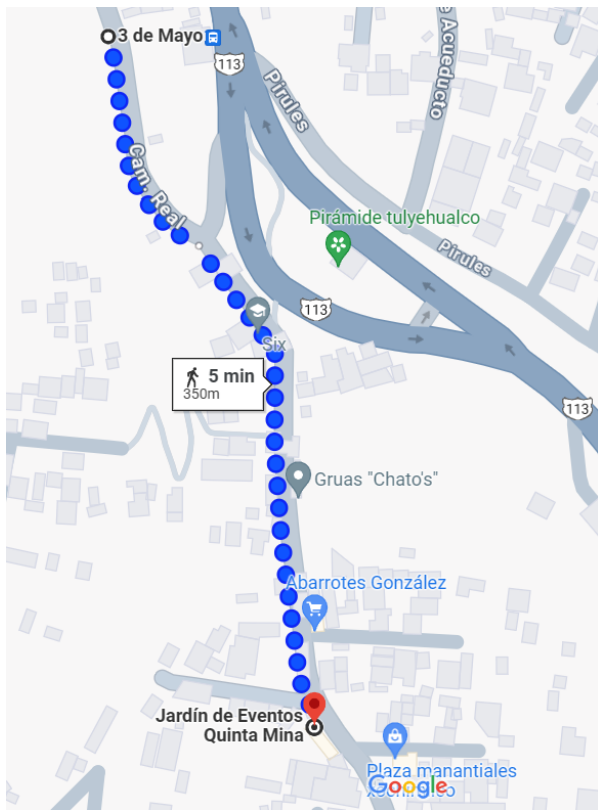 3 de Mayo
113
Pirules
de Acueducto
Cam. Real
Pirámide tulyehualco
Pirules
113
Six
5 min
350m
113
Gruas "Chato's"
Abarrotes González
Jardín de Eventos
Quinta Mina
Plaza manantiales
Google